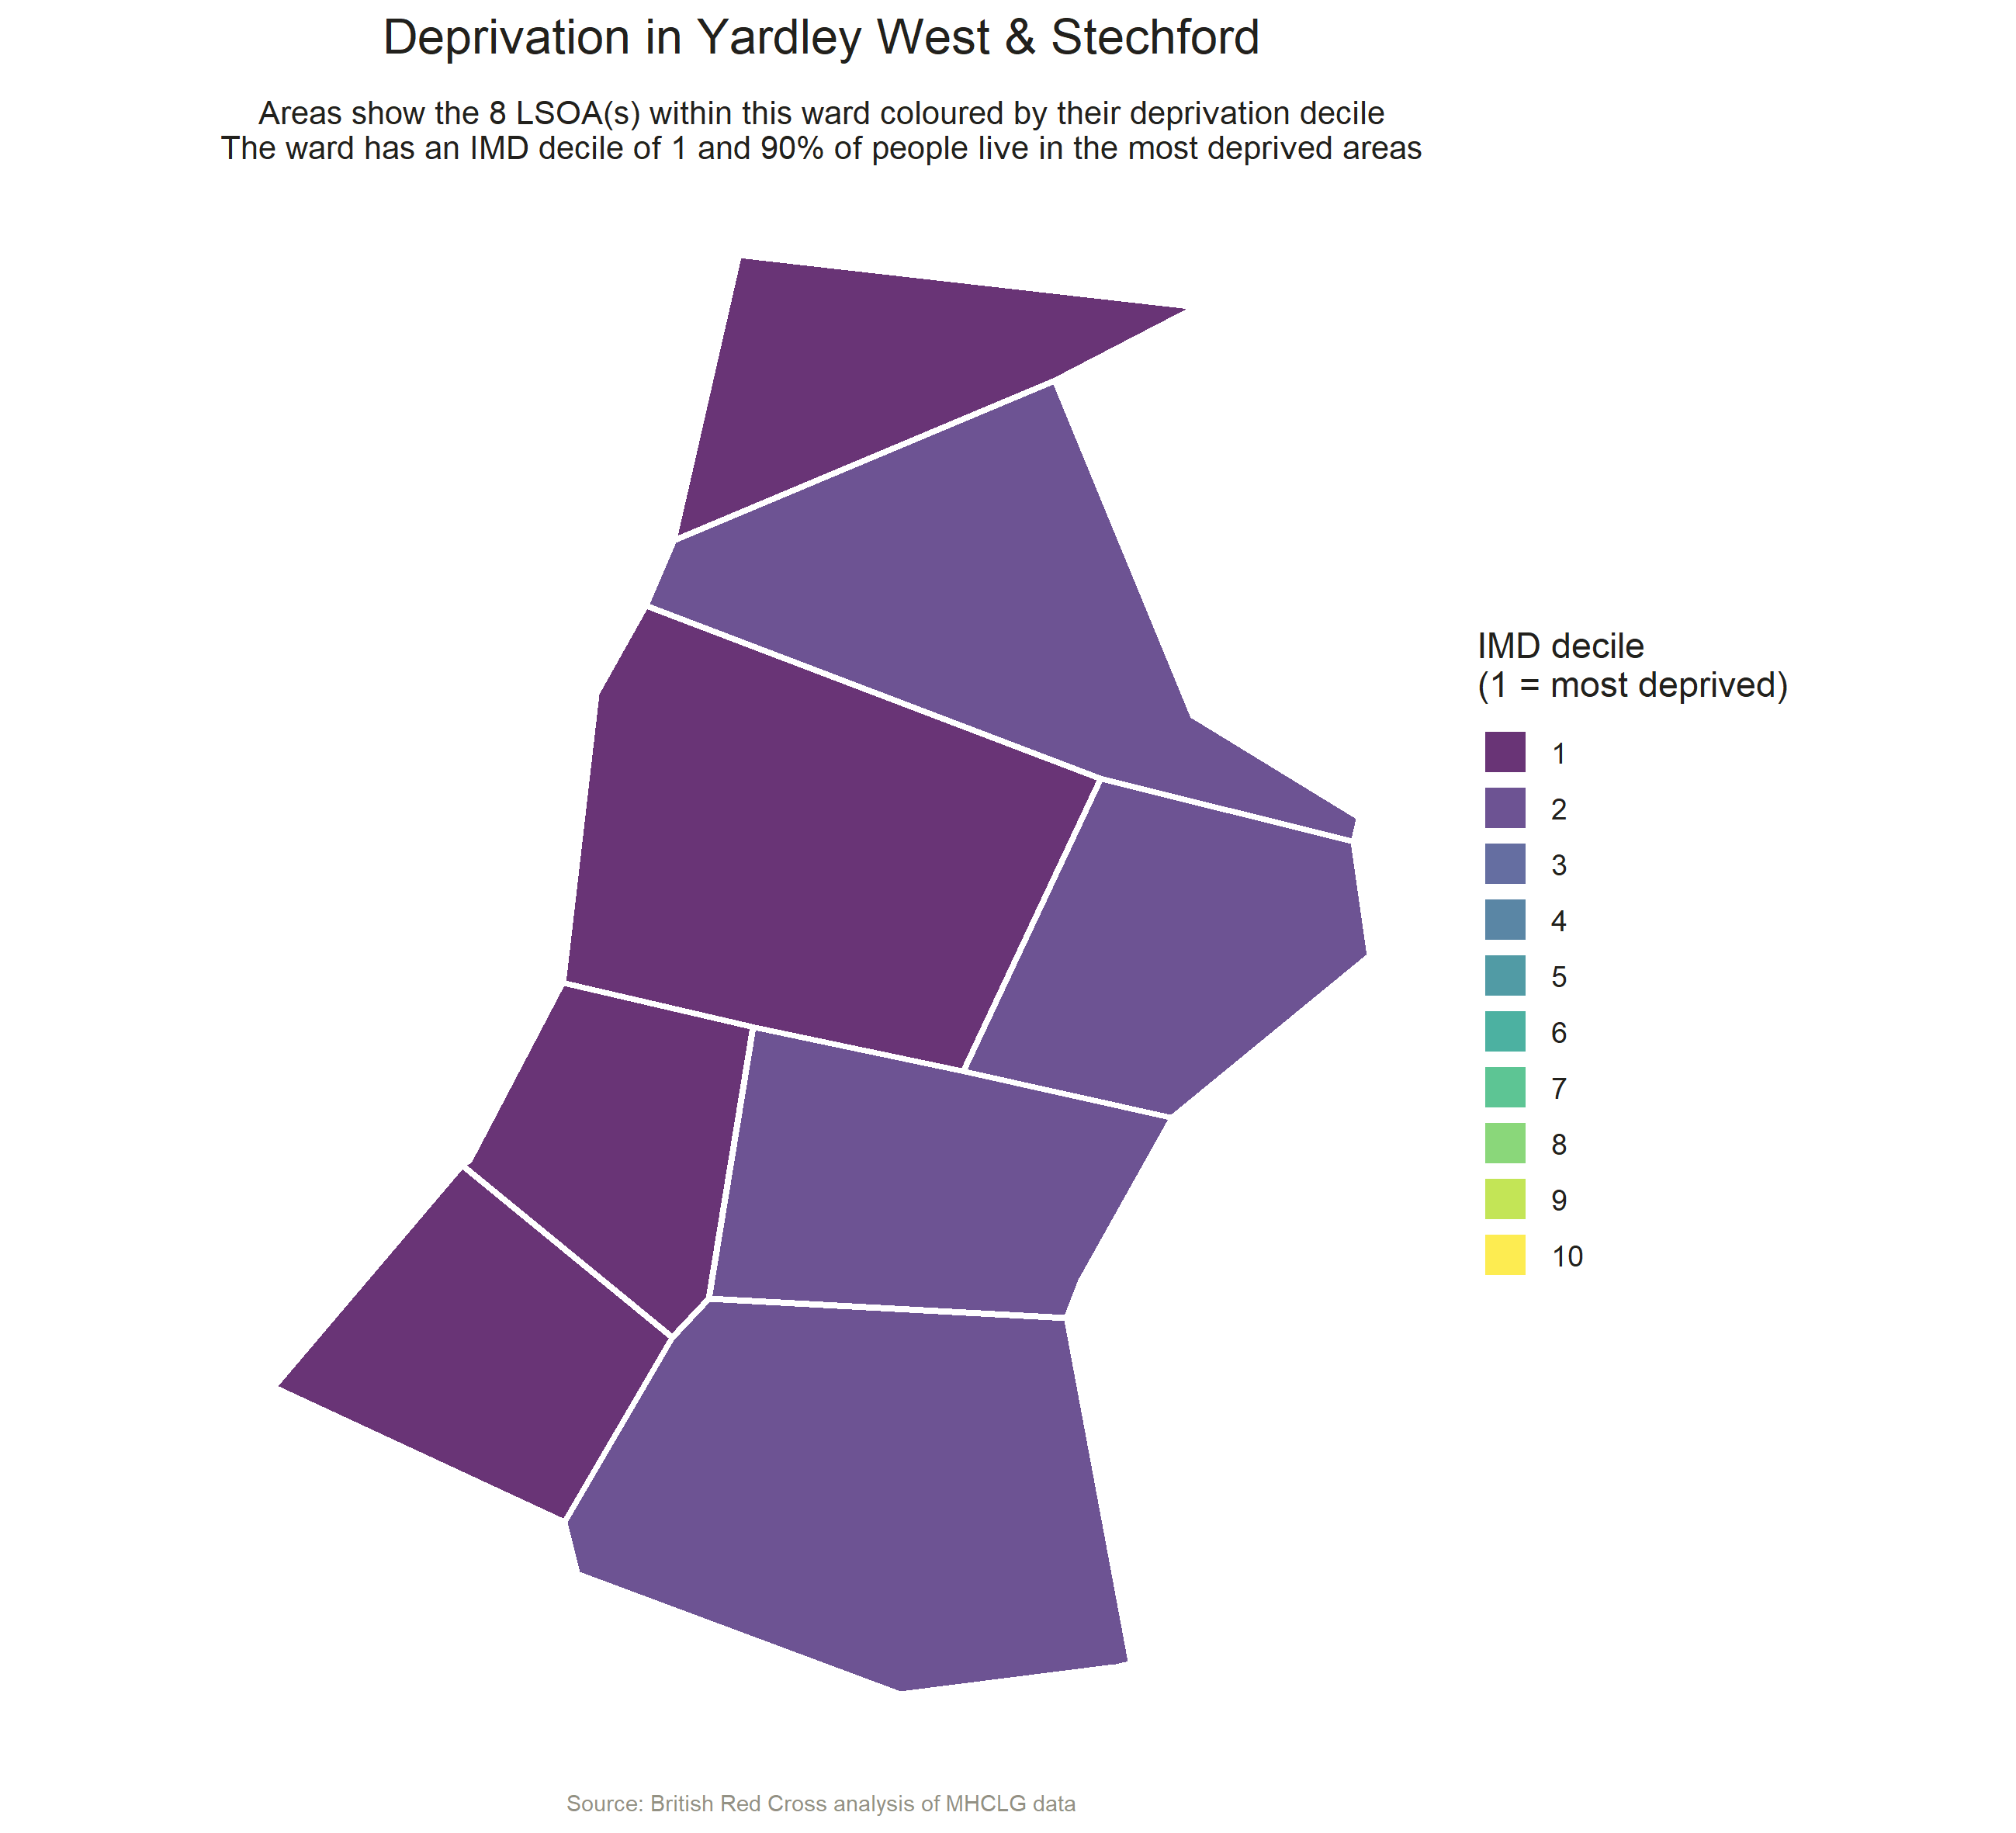 Deprivation in Yardley West & Stechford
Areas show the 8 LSOA(s) within this ward coloured by their deprivation decile
The ward has an IMD decile of 1 and 90% of people live in the most deprived areas
IMD decile
(1 = most deprived)
1
2
3
4
5
6
7
8
9
10
Source: British Red Cross analysis of MHCLG data